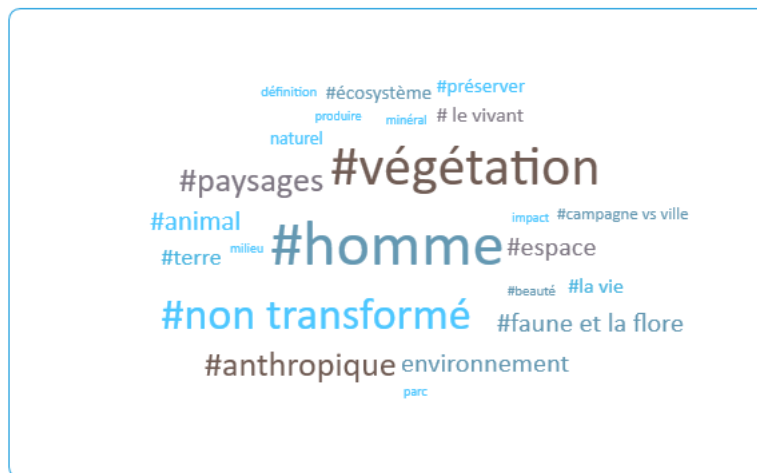 définition #écosystème #préserver
produire minéral # le vivant
naturel
#paysages #végétation
#animal impact #campagne vs ville
#terre milieu #homme #espace
#beauté #la vie
#non transformé #faune et la flore
#anthropique environnement
parc